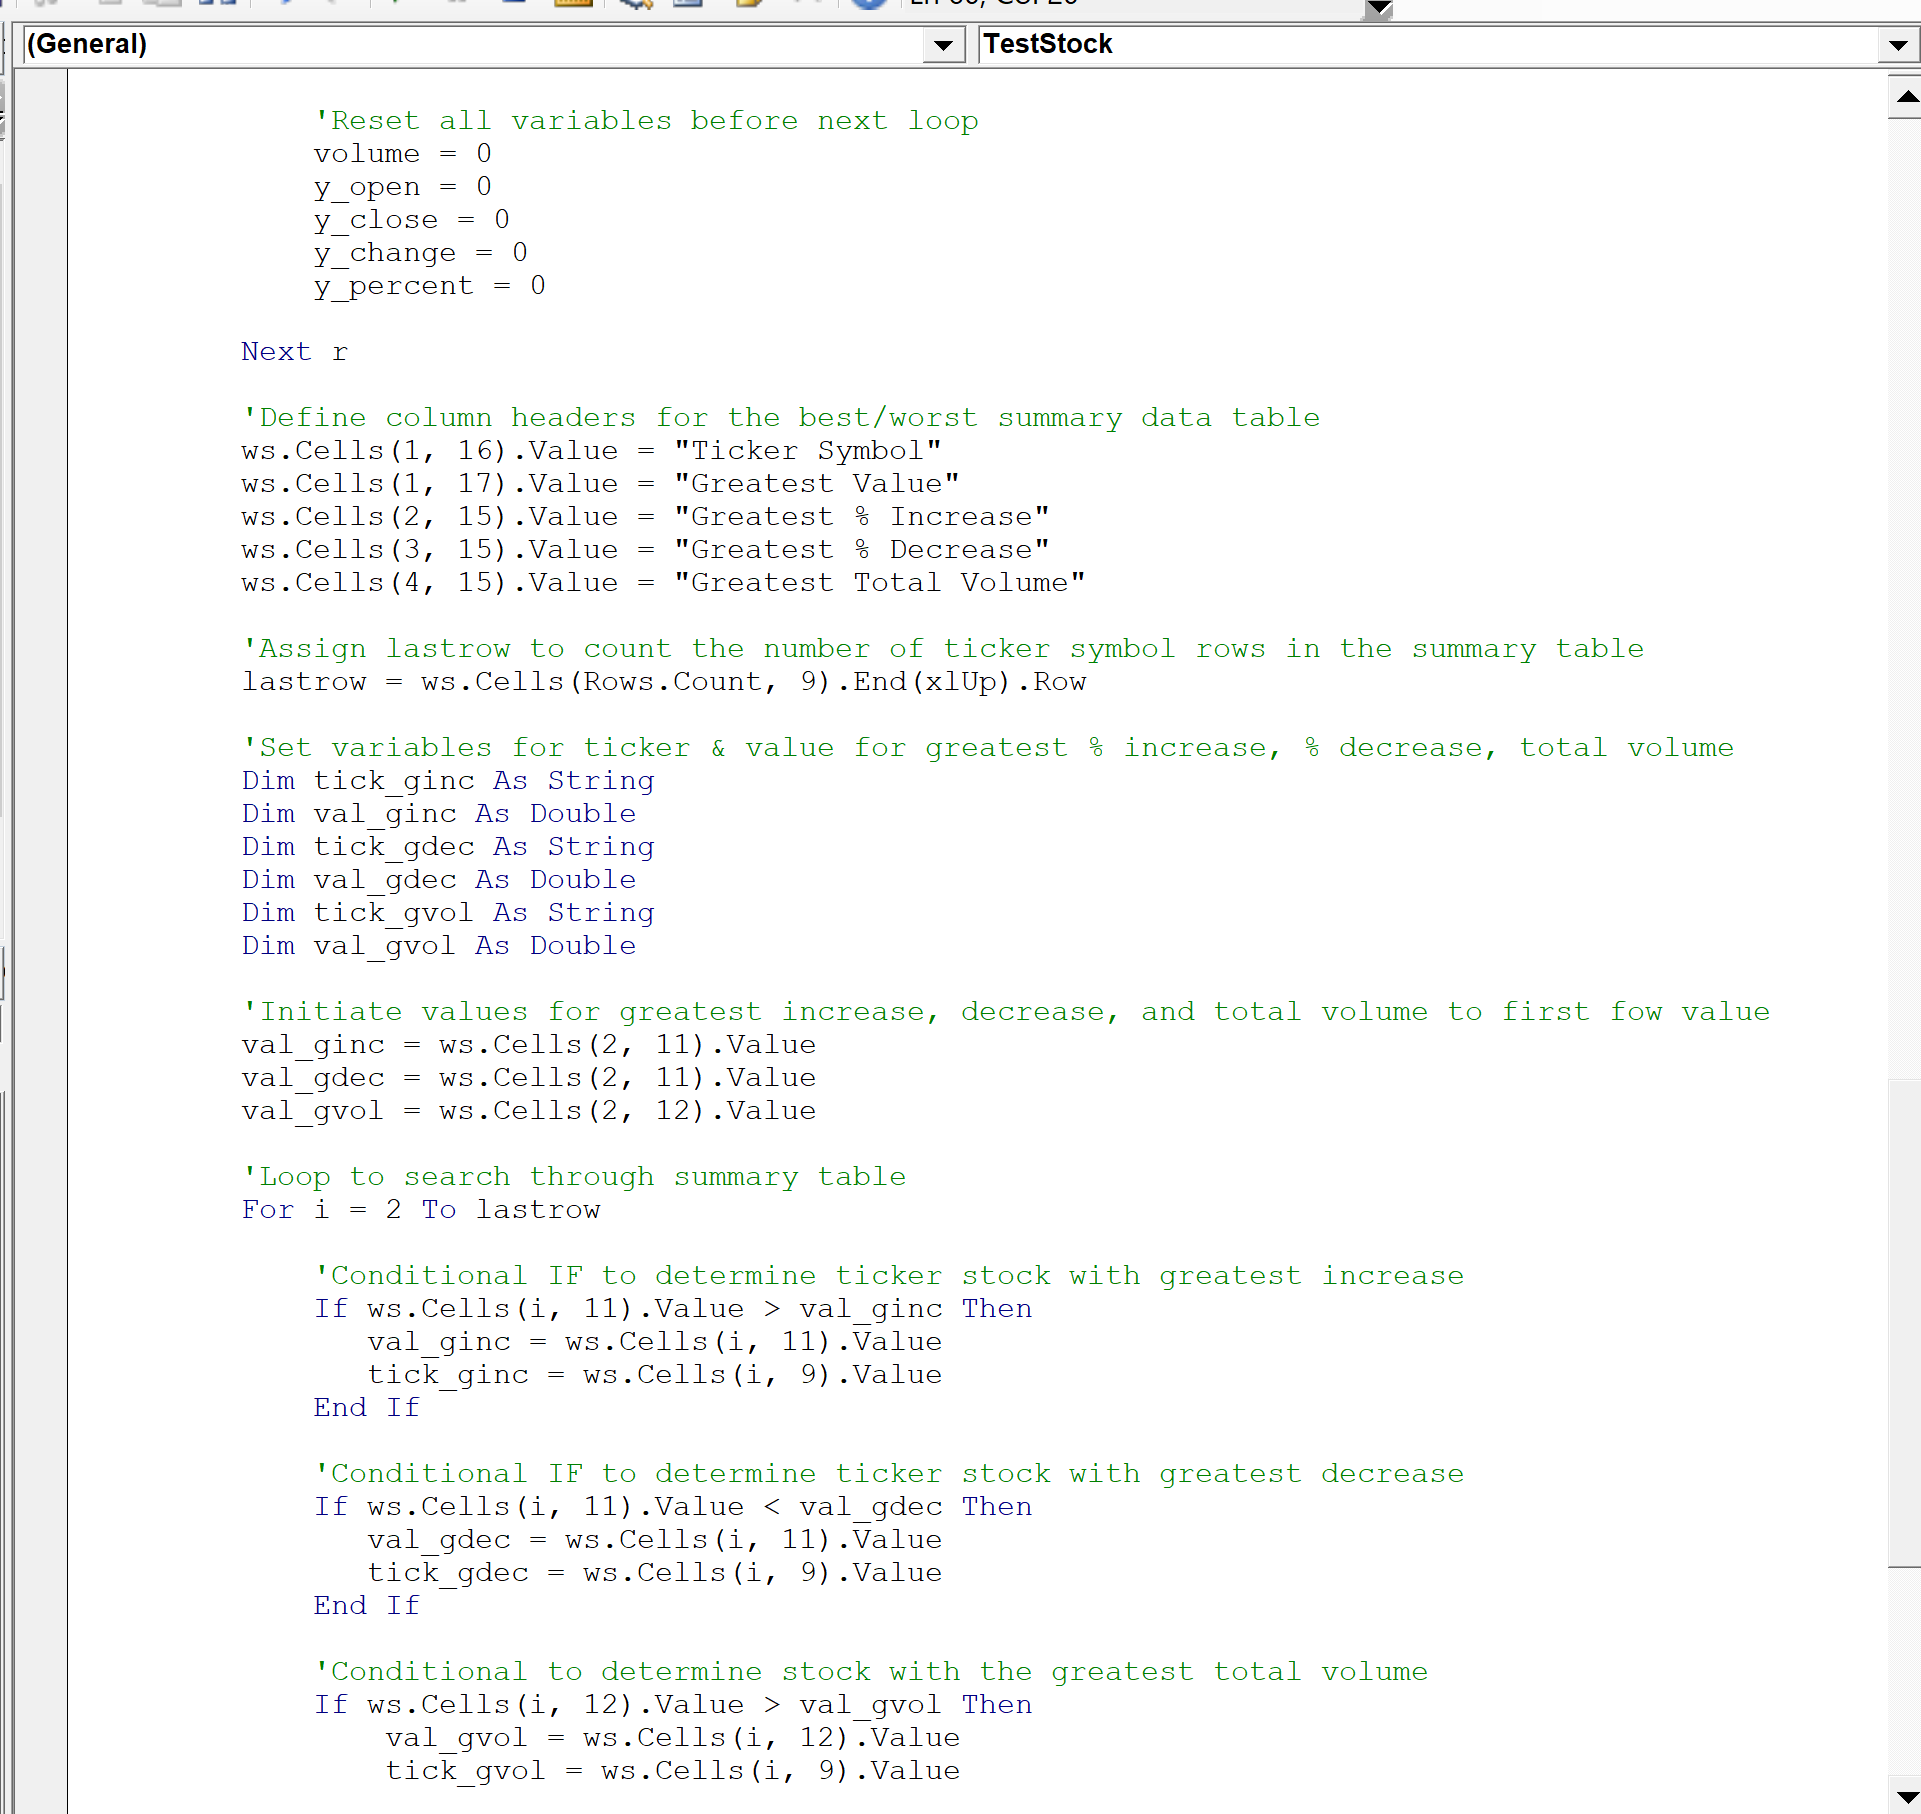 (General)
TestStock
'Reset all variables before next loop
volume = 0
y_open = 0
y_close = 0
y_change = 0
y_percent = 0
Next r
'Define column headers for the best/worst summary data table
ws.Cells(1, 16).Value = "Ticker Symbol"
ws.Cells(1, 17).Value = "Greatest Value"
ws.Cells(2, 15).Value = "Greatest % Increase"
ws.Cells(3, 15).Value = "Greatest % Decrease"
ws.Cells(4, 15).Value = "Greatest Total Volume"
'Assign lastrow to count the number of ticker symbol rows in the summary table
lastrow = ws.Cells(Rows.Count, 9).End(xlUp).Row
'Set variables for ticker & value for greatest % increase, % decrease, total volume
Dim tick_ginc As String
Dim val_ginc As Double
Dim tick_gdec As String
Dim val_gdec As Double
Dim tick_gvol As String
Dim val_gvol As Double
'Initiate values for greatest increase, decrease, and total volume to first fow value
val_ginc = ws.Cells(2, 11).Value
val_gdec = ws.Cells(2, 11).Value
val_gvol = ws.Cells(2, 12).Value
'Loop to search through summary table
For i = 2 To lastrow
'Conditional IF to determine ticker stock with greatest increase
If ws.Cells(i, 11).Value > val_ginc Then
val_ginc = ws.Cells(i, 11).Value
tick_ginc = ws.Cells(i, 9).Value
End If
'Conditional IF to determine ticker stock with greatest decrease
If ws.Cells(i, 11).Value < val_gdec Then
val_gdec = ws.Cells(i, 11).Value
tick_gdec = ws.Cells(i, 9).Value
End If
'Conditional to determine stock with the greatest total volume
If ws.Cells(i, 12).Value > val_gvol Then
val_gvol = ws.Cells(i, 12).Value
tick_gvol = ws.Cells(i, 9).Value